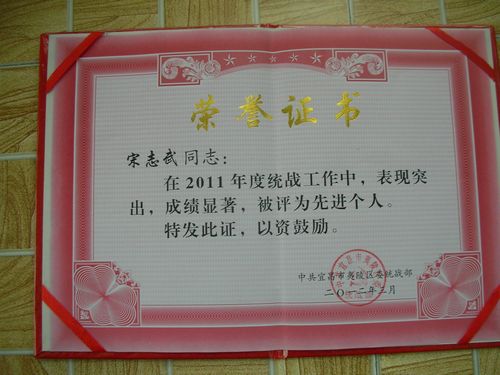 荣誉证书
宋志武同志：
在2011年度统战工作中，表现突
出，成绩显著，被评为先进个人。
特发此证，以资鼓励。
中共宜昌市夷陵区委统战部
二〇一二年三月